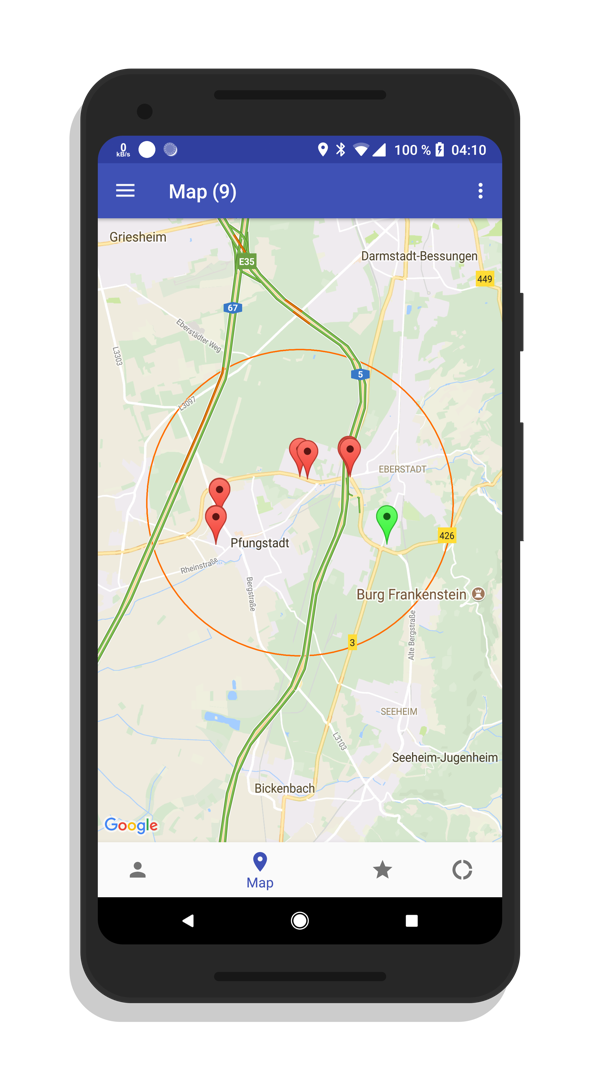 0
kB/s
100 %
04:10
Map (9)
Griesheim
Darmstadt-Bessungen
E35
449
67
Eberstädter Weg
L3303
5
L3097
EBERSTADT
426
Pfungstadt
Rheinstraße
Bergstraße
Burg Frankenstein
Alte Bergstraße
3
SEEHEIM
L3103
Seeheim-Jugenheim
Bickenbach
Google
Map